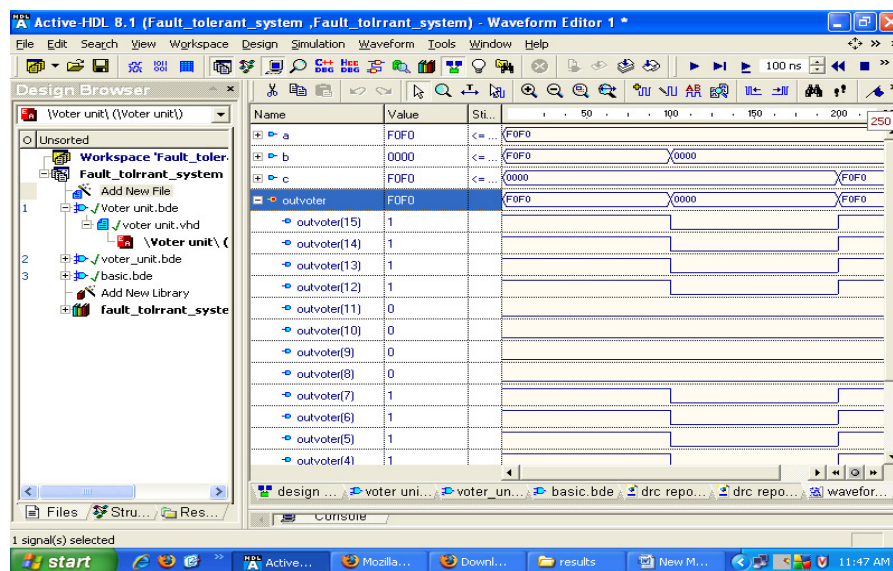 Active-HDL 8.1 (Fault_tolerant_system ,Fault_tolrrant_system) - Waveform Editor 1 *
File Edit Search View Workspace Design Simulation Waveform Tools Window Help
100 ns
Design Browser
\Voter unit\ (\Voter unit\)
Unsorted
Workspace 'Fault_toler
Fault_tolrrant_system
Add New File
1 Voter unit.bde
voter unit.vhd
\Voter unit\ (
2 voter_unit.bde
3 basic.bde
Add New Library
fault_tolrrant_syste
Files Stru... Res...
Name Value Sti... 50 100 150 200 250
a F0F0 <= ... F0F0
b 0000 <= ... F0F0 0000
c F0F0 <= ... 0000 F0F0
outvoter F0F0 F0F0 0000 F0F0
outvoter(15) 1
outvoter(14) 1
outvoter(13) 1
outvoter(12) 1
outvoter(11) 0
outvoter(10) 0
outvoter(9) 0
outvoter(8) 0
outvoter(7) 1
outvoter(6) 1
outvoter(5) 1
outvoter(4) 1
design ... voter uni... voter_un... basic.bde drc repo... drc repo... wavefor...
Console
1 signal(s) selected
start Active... Mozilla... Downl... results New M... 11:47 AM